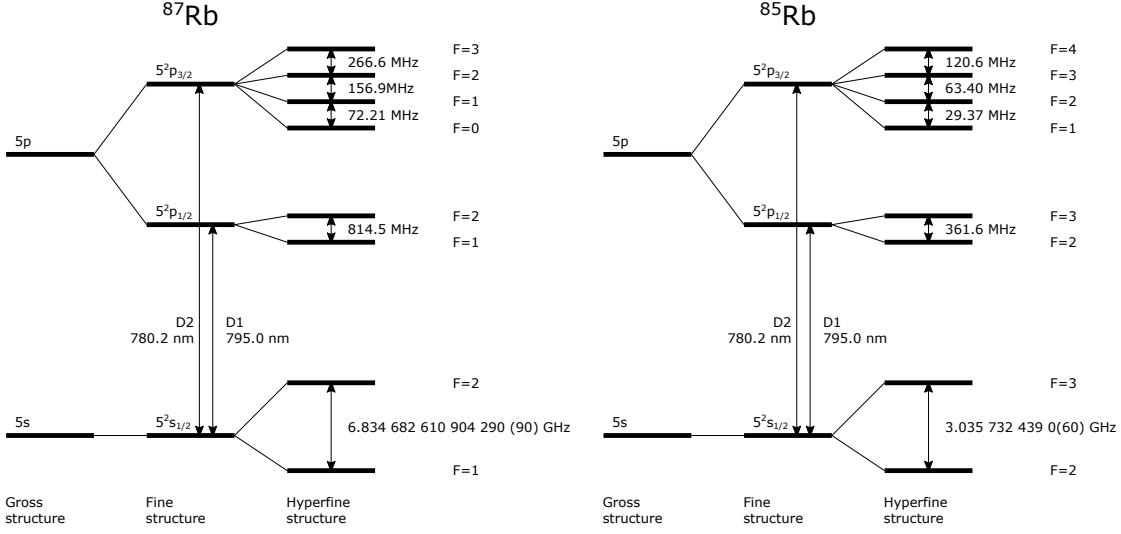 ⁸⁷Rb
5p
5²p₃/₂
F=3
266.6 MHz
F=2
156.9MHz
F=1
72.21 MHz
F=0
5²p₁/₂
F=2
814.5 MHz
F=1
D2
780.2 nm
D1
795.0 nm
5s
5²s₁/₂
F=2
6.834 682 610 904 290 (90) GHz
F=1
Gross
structure
Fine
structure
Hyperfine
structure
⁸⁵Rb
5p
5²p₃/₂
F=4
120.6 MHz
F=3
63.40 MHz
F=2
29.37 MHz
F=1
5²p₁/₂
F=3
361.6 MHz
F=2
D2
780.2 nm
D1
795.0 nm
5s
5²s₁/₂
F=3
3.035 732 439 0(60) GHz
F=2
Gross
structure
Fine
structure
Hyperfine
structure